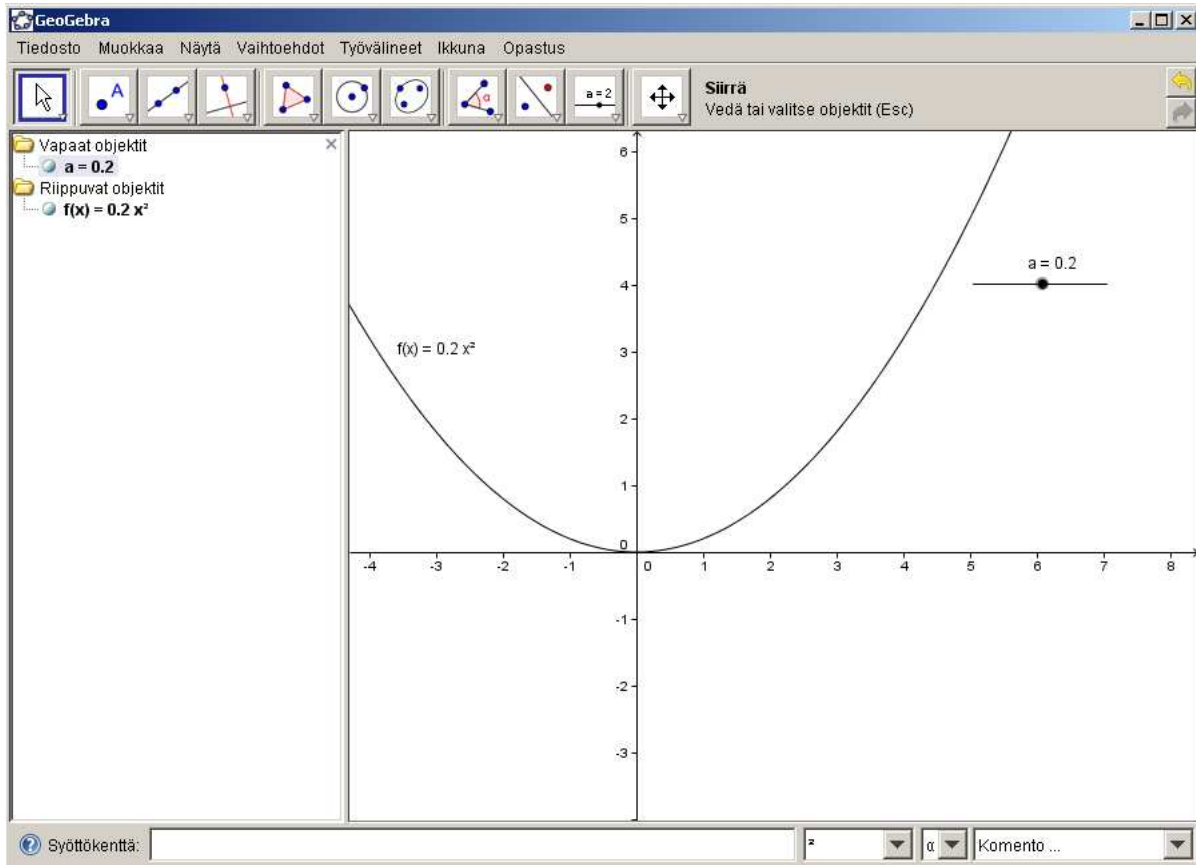 GeoGebra
Tiedosto Muokkaa Näytä Vaihtoehdot Työvälineet Ikkuna Opastus
A
α
a = 2
Siirrä
Vedä tai valitse objektit (Esc)
Vapaat objektit
a = 0.2
Riippuvat objektit
f(x) = 0.2 x²
6
5
a = 0.2
4
f(x) = 0.2 x²
3
2
1
0
-4 -3 -2 -1 0 1 2 3 4 5 6 7 8
-1
-2
-3
Syöttökenttä: ² α Komento ...